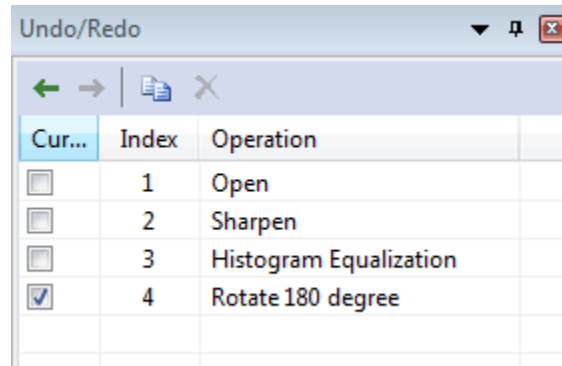 Undo/Redo
Cur... Index Operation
1 Open
2 Sharpen
3 Histogram Equalization
4 Rotate 180 degree